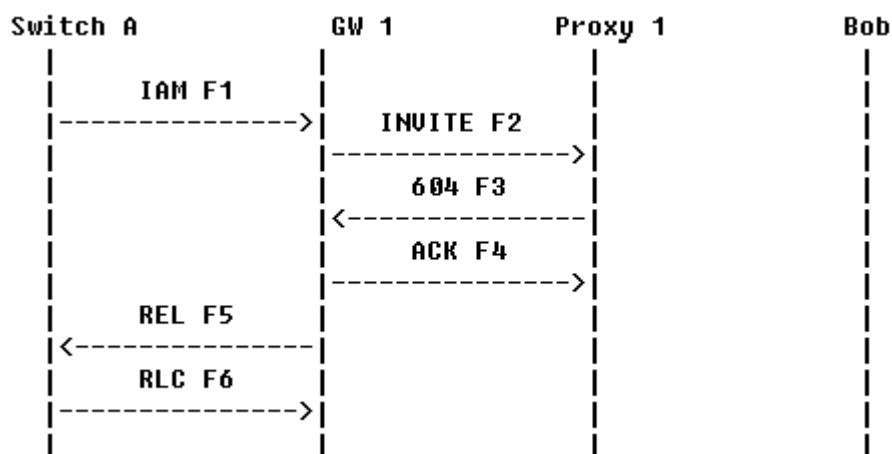 Switch A GW 1 Proxy 1 Bob
IAM F1
INVITE F2
604 F3
ACK F4
REL F5
RLC F6